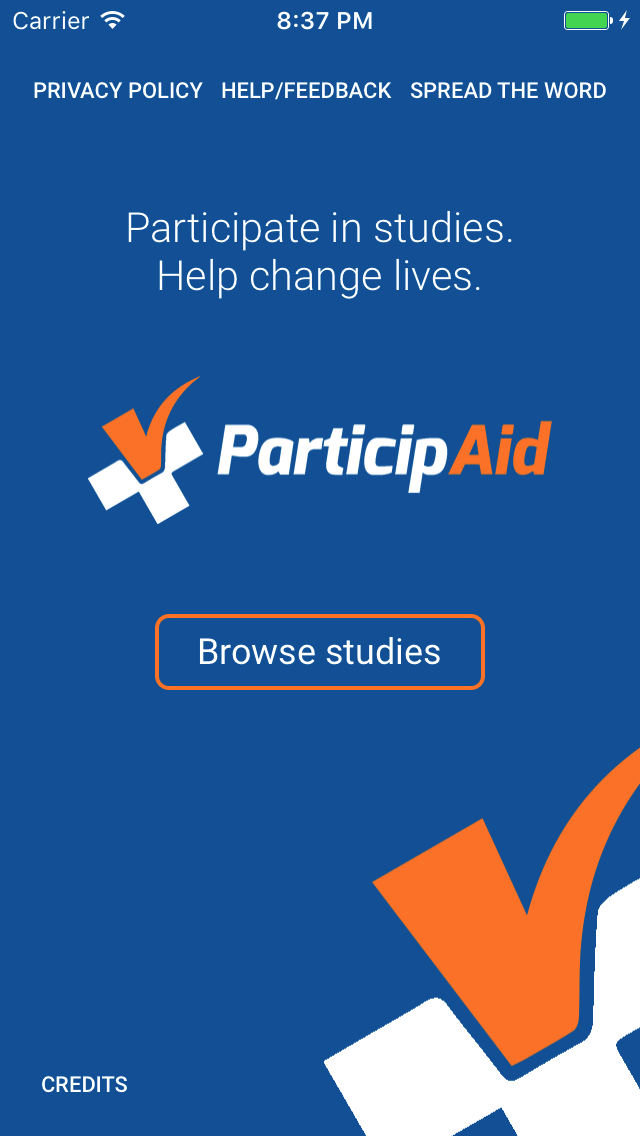 Carrier 8:37 PM
PRIVACY POLICY HELP/FEEDBACK SPREAD THE WORD
Participate in studies.
Help change lives.
ParticipAid
Browse studies
CREDITS